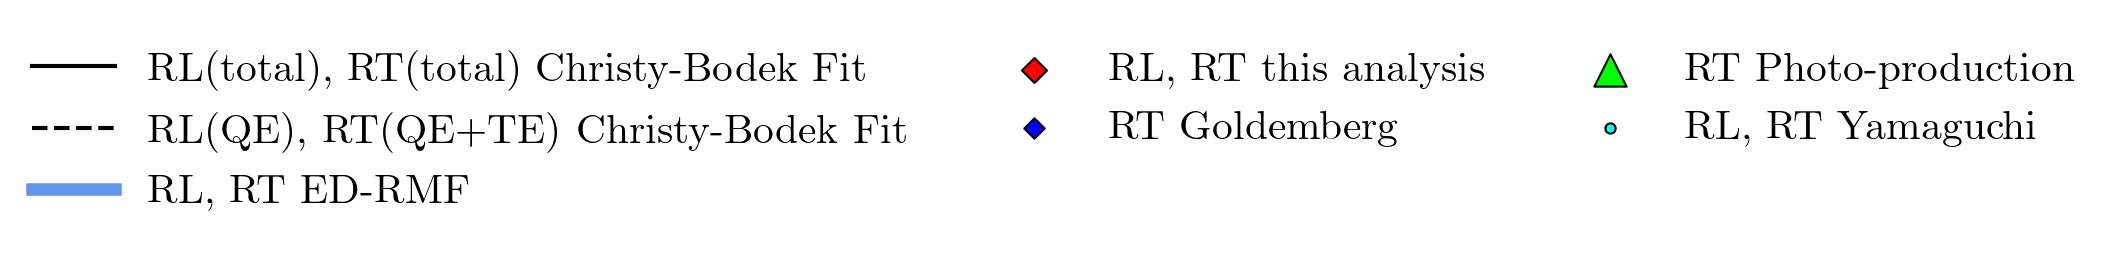 RL(total), RT(total) Christy-Bodek Fit
RL(QE), RT(QE+TE) Christy-Bodek Fit
RL, RT ED-RMF
RL, RT this analysis
RT Goldemberg
RT Photo-production
RL, RT Yamaguchi